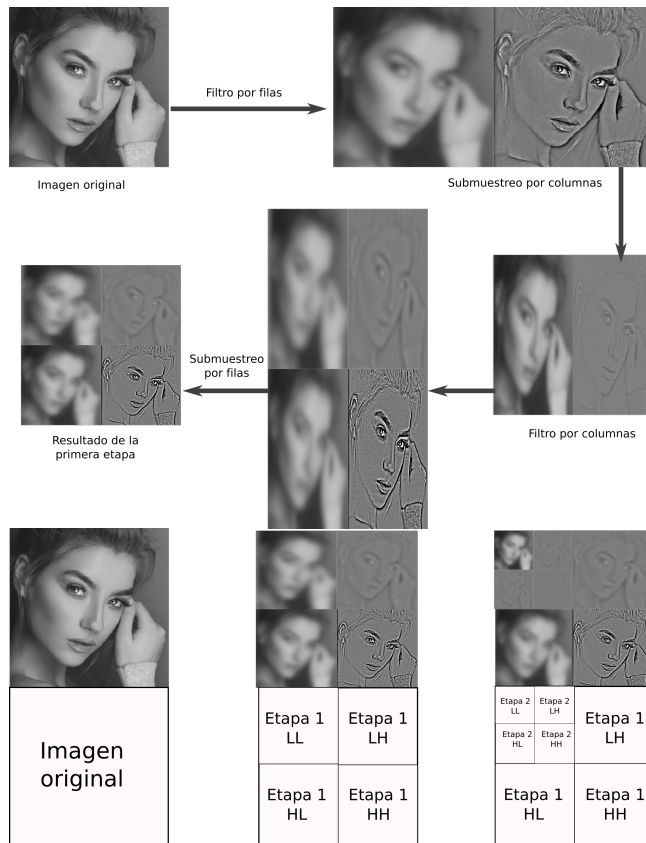 Filtro por filas
Imagen original
Submuestreo por columnas
Submuestreo
por filas
Resultado de la
primera etapa
Filtro por columnas
Imagen
original
Etapa 1
LL
Etapa 1
LH
Etapa 1
HL
Etapa 1
HH
Etapa 2
LL
Etapa 2
LH
Etapa 2
HL
Etapa 2
HH
Etapa 1
LH
Etapa 1
HL
Etapa 1
HH